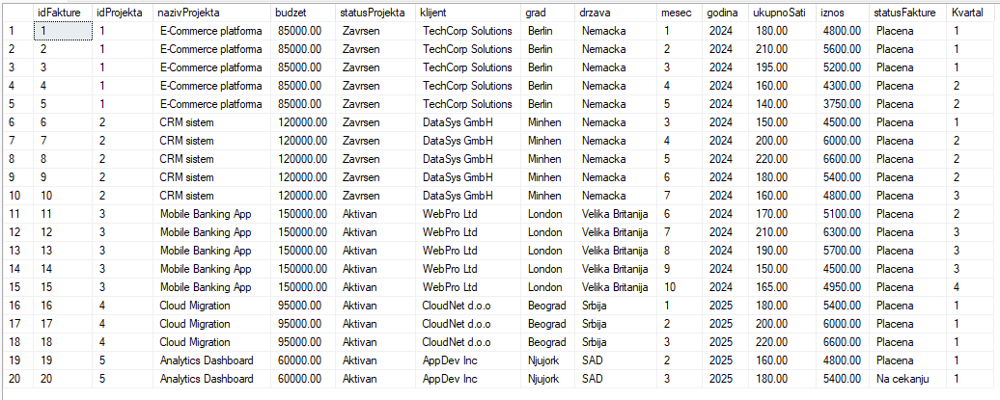 idFakture idProjekta nazivProjekta budzet statusProjekta klijent grad drzava mesec godina ukupnoSati iznos statusFakture Kvartal
1 1 1 E-Commerce platforma 85000.00 Zavrsen TechCorp Solutions Berlin Nemacka 1 2024 180.00 4800.00 Placena 1
2 2 1 E-Commerce platforma 85000.00 Zavrsen TechCorp Solutions Berlin Nemacka 2 2024 210.00 5600.00 Placena 1
3 3 1 E-Commerce platforma 85000.00 Zavrsen TechCorp Solutions Berlin Nemacka 3 2024 195.00 5200.00 Placena 1
4 4 1 E-Commerce platforma 85000.00 Zavrsen TechCorp Solutions Berlin Nemacka 4 2024 160.00 4300.00 Placena 2
5 5 1 E-Commerce platforma 85000.00 Zavrsen TechCorp Solutions Berlin Nemacka 5 2024 140.00 3750.00 Placena 2
6 6 2 CRM sistem 120000.00 Zavrsen DataSys GmbH Minhen Nemacka 3 2024 150.00 4500.00 Placena 1
7 7 2 CRM sistem 120000.00 Zavrsen DataSys GmbH Minhen Nemacka 4 2024 200.00 6000.00 Placena 2
8 8 2 CRM sistem 120000.00 Zavrsen DataSys GmbH Minhen Nemacka 5 2024 220.00 6600.00 Placena 2
9 9 2 CRM sistem 120000.00 Zavrsen DataSys GmbH Minhen Nemacka 6 2024 180.00 5400.00 Placena 2
10 10 2 CRM sistem 120000.00 Zavrsen DataSys GmbH Minhen Nemacka 7 2024 160.00 4800.00 Placena 3
11 11 3 Mobile Banking App 150000.00 Aktivan WebPro Ltd London Velika Britanija 6 2024 170.00 5100.00 Placena 2
12 12 3 Mobile Banking App 150000.00 Aktivan WebPro Ltd London Velika Britanija 7 2024 210.00 6300.00 Placena 3
13 13 3 Mobile Banking App 150000.00 Aktivan WebPro Ltd London Velika Britanija 8 2024 190.00 5700.00 Placena 3
14 14 3 Mobile Banking App 150000.00 Aktivan WebPro Ltd London Velika Britanija 9 2024 150.00 4500.00 Placena 3
15 15 3 Mobile Banking App 150000.00 Aktivan WebPro Ltd London Velika Britanija 10 2024 165.00 4950.00 Placena 4
16 16 4 Cloud Migration 95000.00 Aktivan CloudNet d.o.o Beograd Srbija 1 2025 180.00 5400.00 Placena 1
17 17 4 Cloud Migration 95000.00 Aktivan CloudNet d.o.o Beograd Srbija 2 2025 200.00 6000.00 Placena 1
18 18 4 Cloud Migration 95000.00 Aktivan CloudNet d.o.o Beograd Srbija 3 2025 220.00 6600.00 Placena 1
19 19 5 Analytics Dashboard 60000.00 Aktivan AppDev Inc Njujork SAD 2 2025 160.00 4800.00 Placena 1
20 20 5 Analytics Dashboard 60000.00 Aktivan AppDev Inc Njujork SAD 3 2025 180.00 5400.00 Na cekanju 1